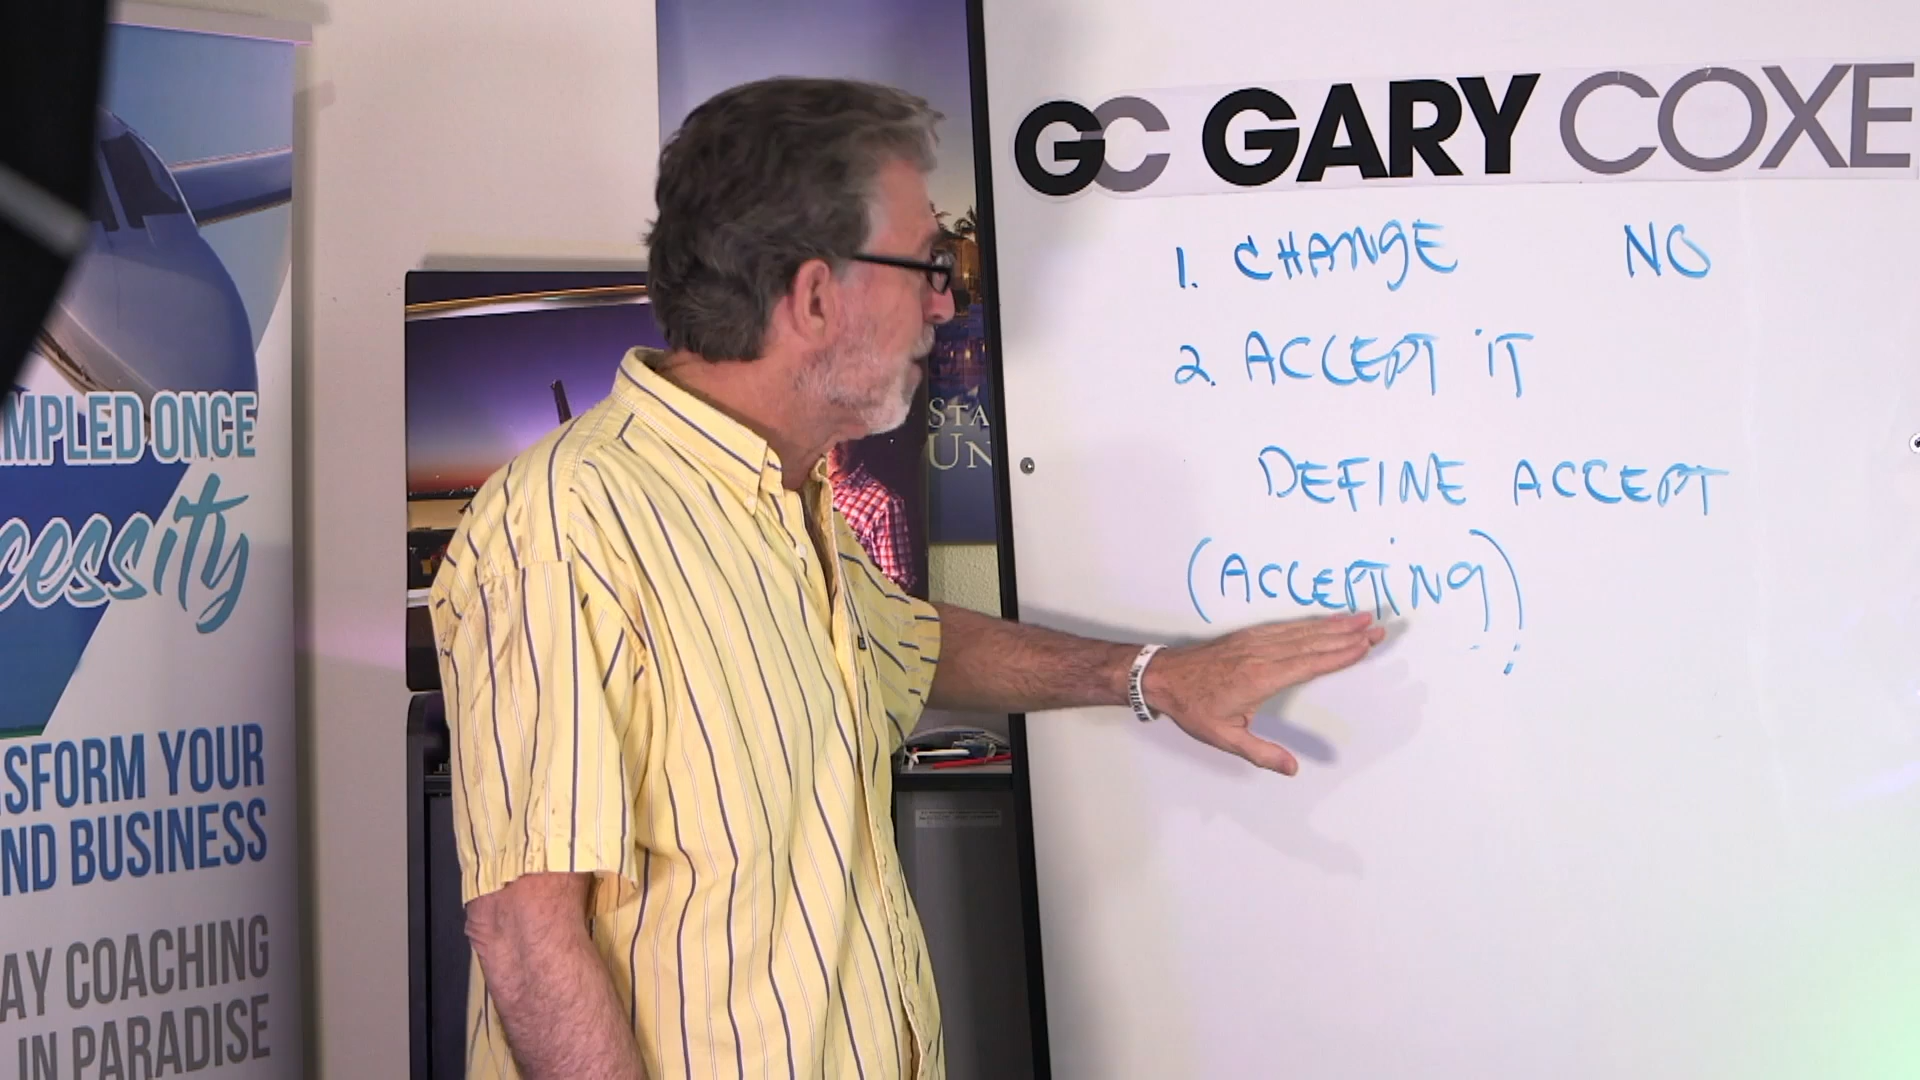 GC GARY COXE
1. CHANGE NO
2. ACCEPT IT
DEFINE ACCEPT
(ACCEPTING)
MPLED ONCE
cessity
SFORM YOUR
ND BUSINESS
AY COACHING
IN PARADISE
STA
UN